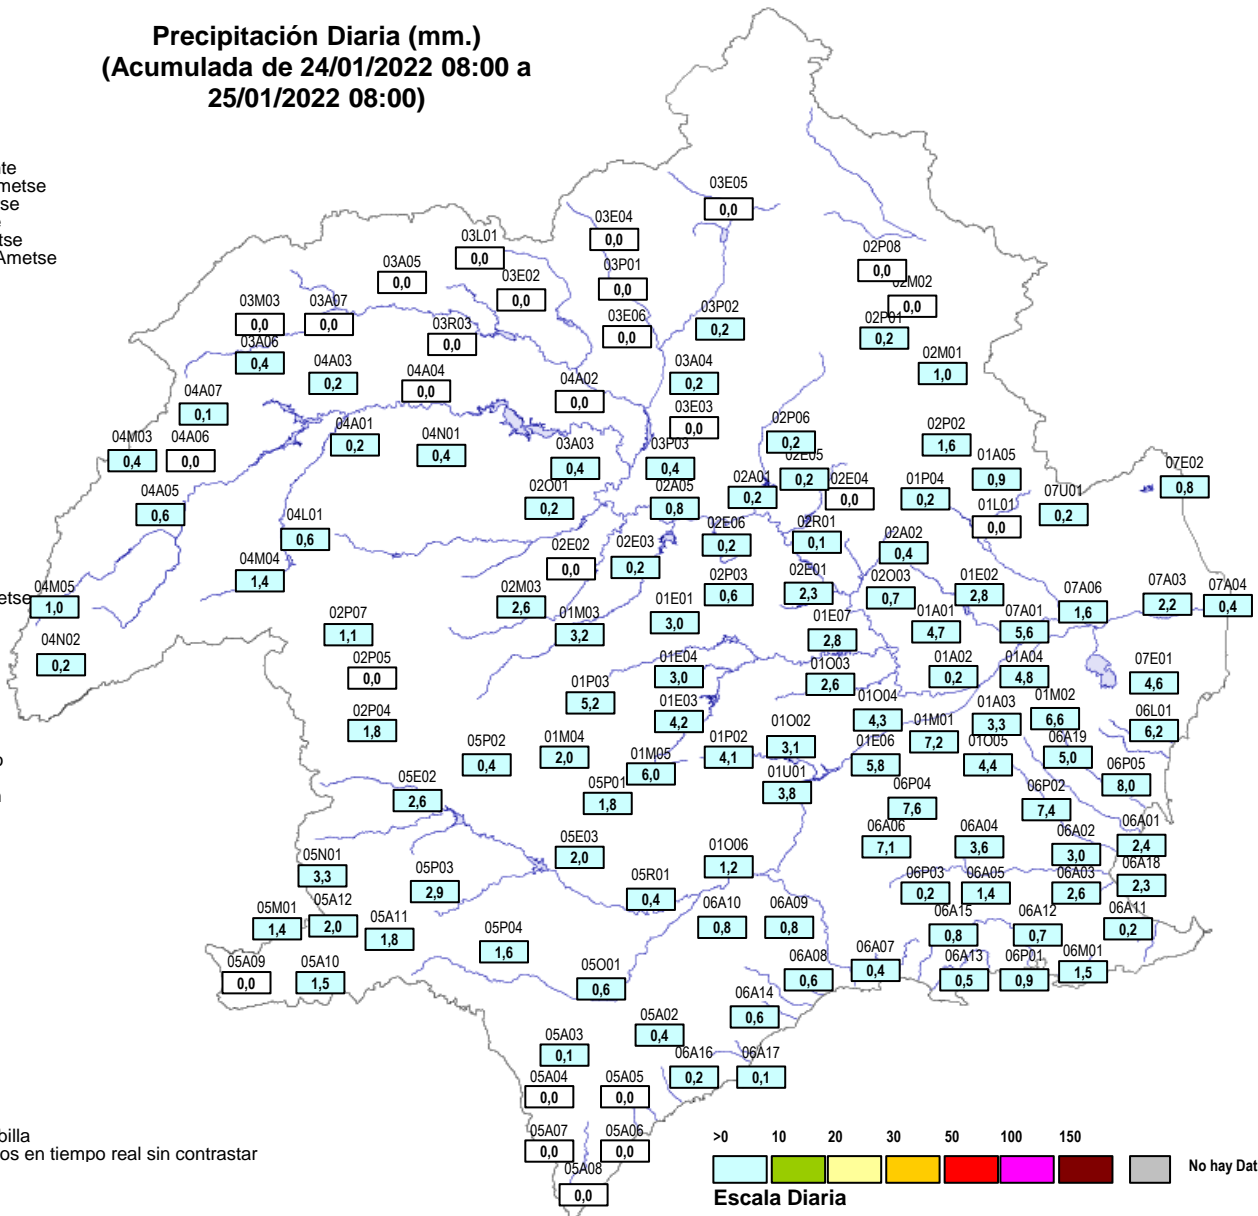 Precipitación Diaria (mm.)
(Acumulada de 24/01/2022 08:00 a
25/01/2022 08:00)
03E05
0,0
03E04
0,0
03L01
0,0
03A05
0,0
03E02
0,0
03P01
0,0
02P08
0,0
02M02
0,0
03M03
0,0
03A07
0,0
03R03
0,0
03E06
0,0
03P02
0,2
02P01
0,2
03A06
0,4
04A03
0,2
04A04
0,0
04A02
0,0
03A04
0,2
02M01
1,0
04A07
0,1
03E03
0,0
04M03
0,4
04A06
0,0
04A01
0,2
04N01
0,4
03A03
0,4
03P03
0,4
02P06
0,2
02E05
0,2
02P02
1,6
01A05
0,9
07E02
0,8
04A05
0,6
02O01
0,2
02A05
0,8
02A01
0,2
02E04
0,0
01P04
0,2
01L01
0,0
07U01
0,2
04L01
0,6
02E06
0,2
02R01
0,1
02A02
0,4
04M04
1,4
02E02
0,0
02E03
0,2
04M05
1,0
02M03
2,6
02P03
0,6
02E01
2,3
02O03
0,7
01E02
2,8
07A06
1,6
07A03
2,2
07A04
0,4
02P07
1,1
01M03
3,2
01E01
3,0
01E07
2,8
01A01
4,7
07A01
5,6
04N02
0,2
02P05
0,0
01E04
3,0
01O03
2,6
01A02
0,2
01A04
4,8
07E01
4,6
01P03
5,2
02P04
1,8
01E03
4,2
01O04
4,3
01A03
3,3
01M02
6,6
06L01
6,2
05P02
0,4
01M04
2,0
01M05
6,0
01P02
4,1
01O02
3,1
01M01
7,2
01E06
5,8
01O05
4,4
06A19
5,0
06P05
8,0
05E02
2,6
05P01
1,8
01U01
3,8
06P04
7,6
06P02
7,4
05E03
2,0
06A06
7,1
06A04
3,6
06A02
3,0
06A01
2,4
05N01
3,3
05P03
2,9
01O06
1,2
06P03
0,2
06A05
1,4
06A03
2,6
06A18
2,3
05R01
0,4
05M01
1,4
05A12
2,0
05A11
1,8
06A10
0,8
06A09
0,8
06A15
0,8
06A12
0,7
06A11
0,2
05P04
1,6
05A09
0,0
05A10
1,5
05O01
0,6
06A08
0,6
06A07
0,4
06A13
0,5
06P01
0,9
06M01
1,5
06A14
0,6
05A02
0,4
05A03
0,1
06A16
0,2
06A17
0,1
05A04
0,0
05A05
0,0
05A07
0,0
05A06
0,0
05A08
0,0
os en tiempo real sin contrastar
>0 10 20 30 50 100 150
No hay Dat
Escala Diaria